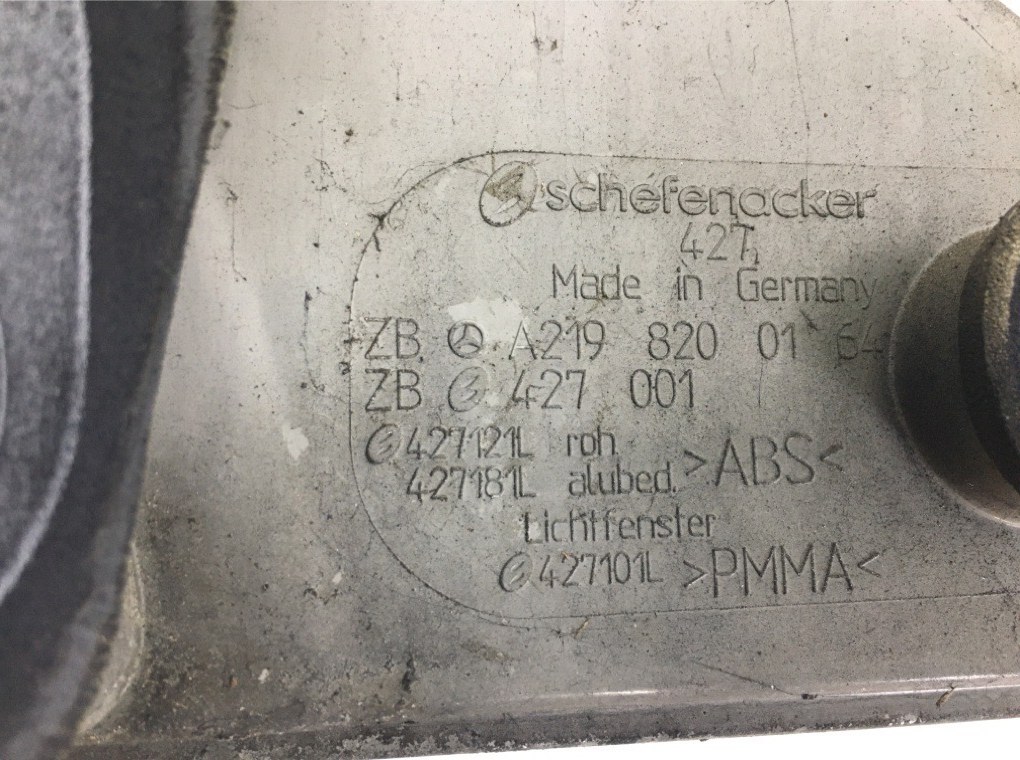 schefenacker
427
Made in Germany
ZB. A219 820 01 64
ZB 427 001
427121L roh
427181L alubed. >ABS<
Lichtfenster
427101L >PMMA<